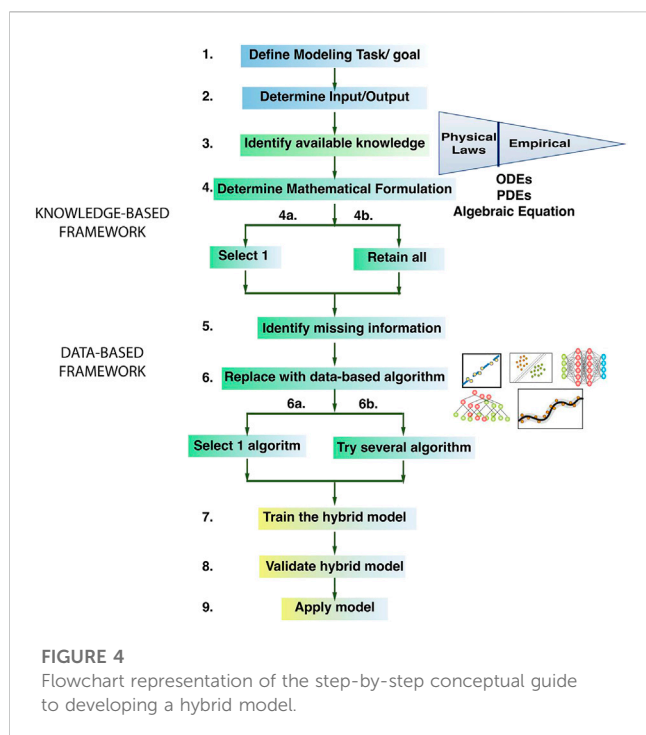 1. Define Modeling Task/ goal
2. Determine Input/Output
3. Identify available knowledge
Physical Laws
Empirical
ODEs
PDEs
Algebraic Equation
4. Determine Mathematical Formulation
KNOWLEDGE-BASED
FRAMEWORK
4a. 4b.
Select 1
Retain all
5. Identify missing information
DATA-BASED
FRAMEWORK
6. Replace with data-based algorithm
6a. 6b.
Select 1 algoritm
Try several algorithm
7. Train the hybrid model
8. Validate hybrid model
9. Apply model
FIGURE 4
Flowchart representation of the step-by-step conceptual guide
to developing a hybrid model.